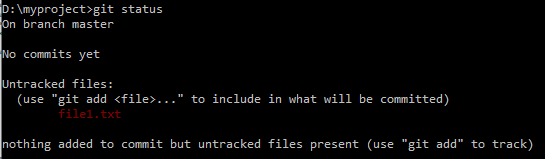 D:\myproject>git status
On branch master
No commits yet
Untracked files:
(use "git add <file>..." to include in what will be committed)
file1.txt
nothing added to commit but untracked files present (use "git add" to track)